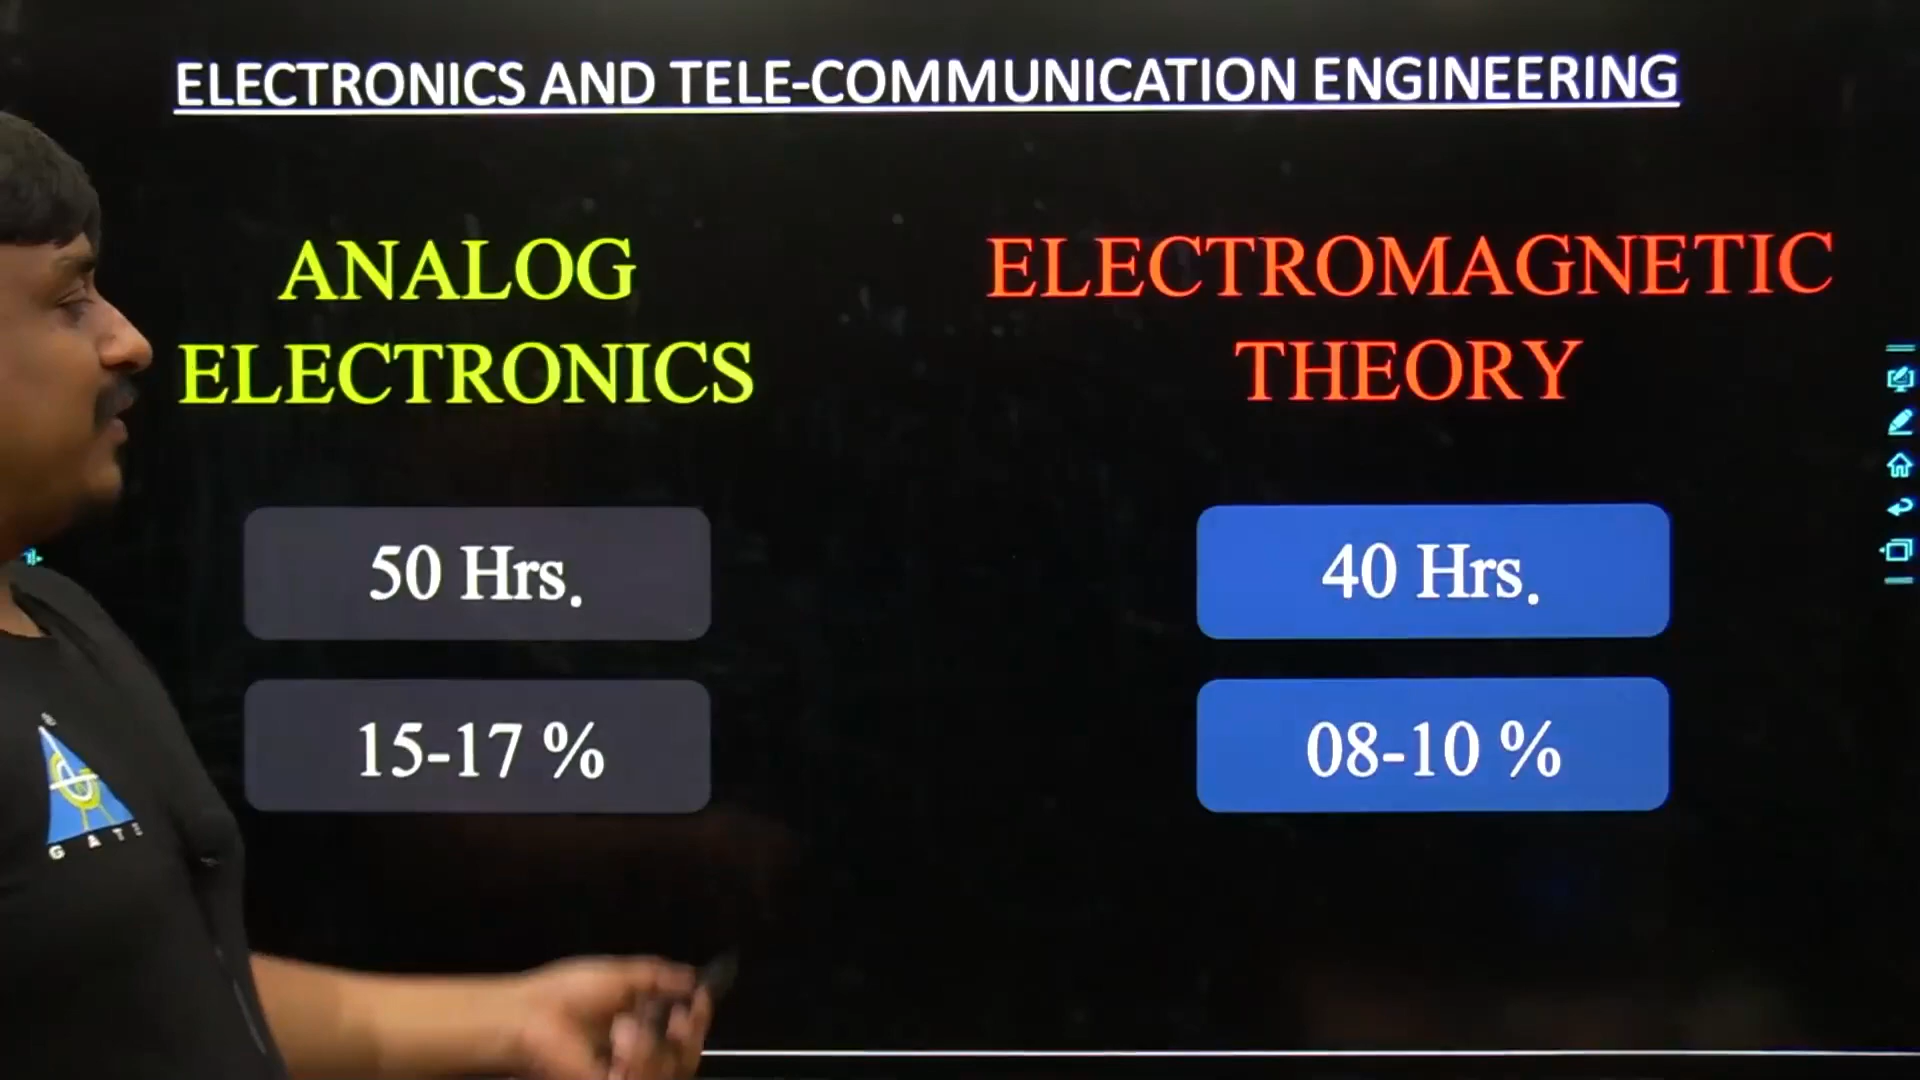 ELECTRONICS AND TELE-COMMUNICATION ENGINEERING
ANALOG
ELECTRONICS
50 Hrs.
15-17 %
ELECTROMAGNETIC
THEORY
40 Hrs.
08-10 %
G A T